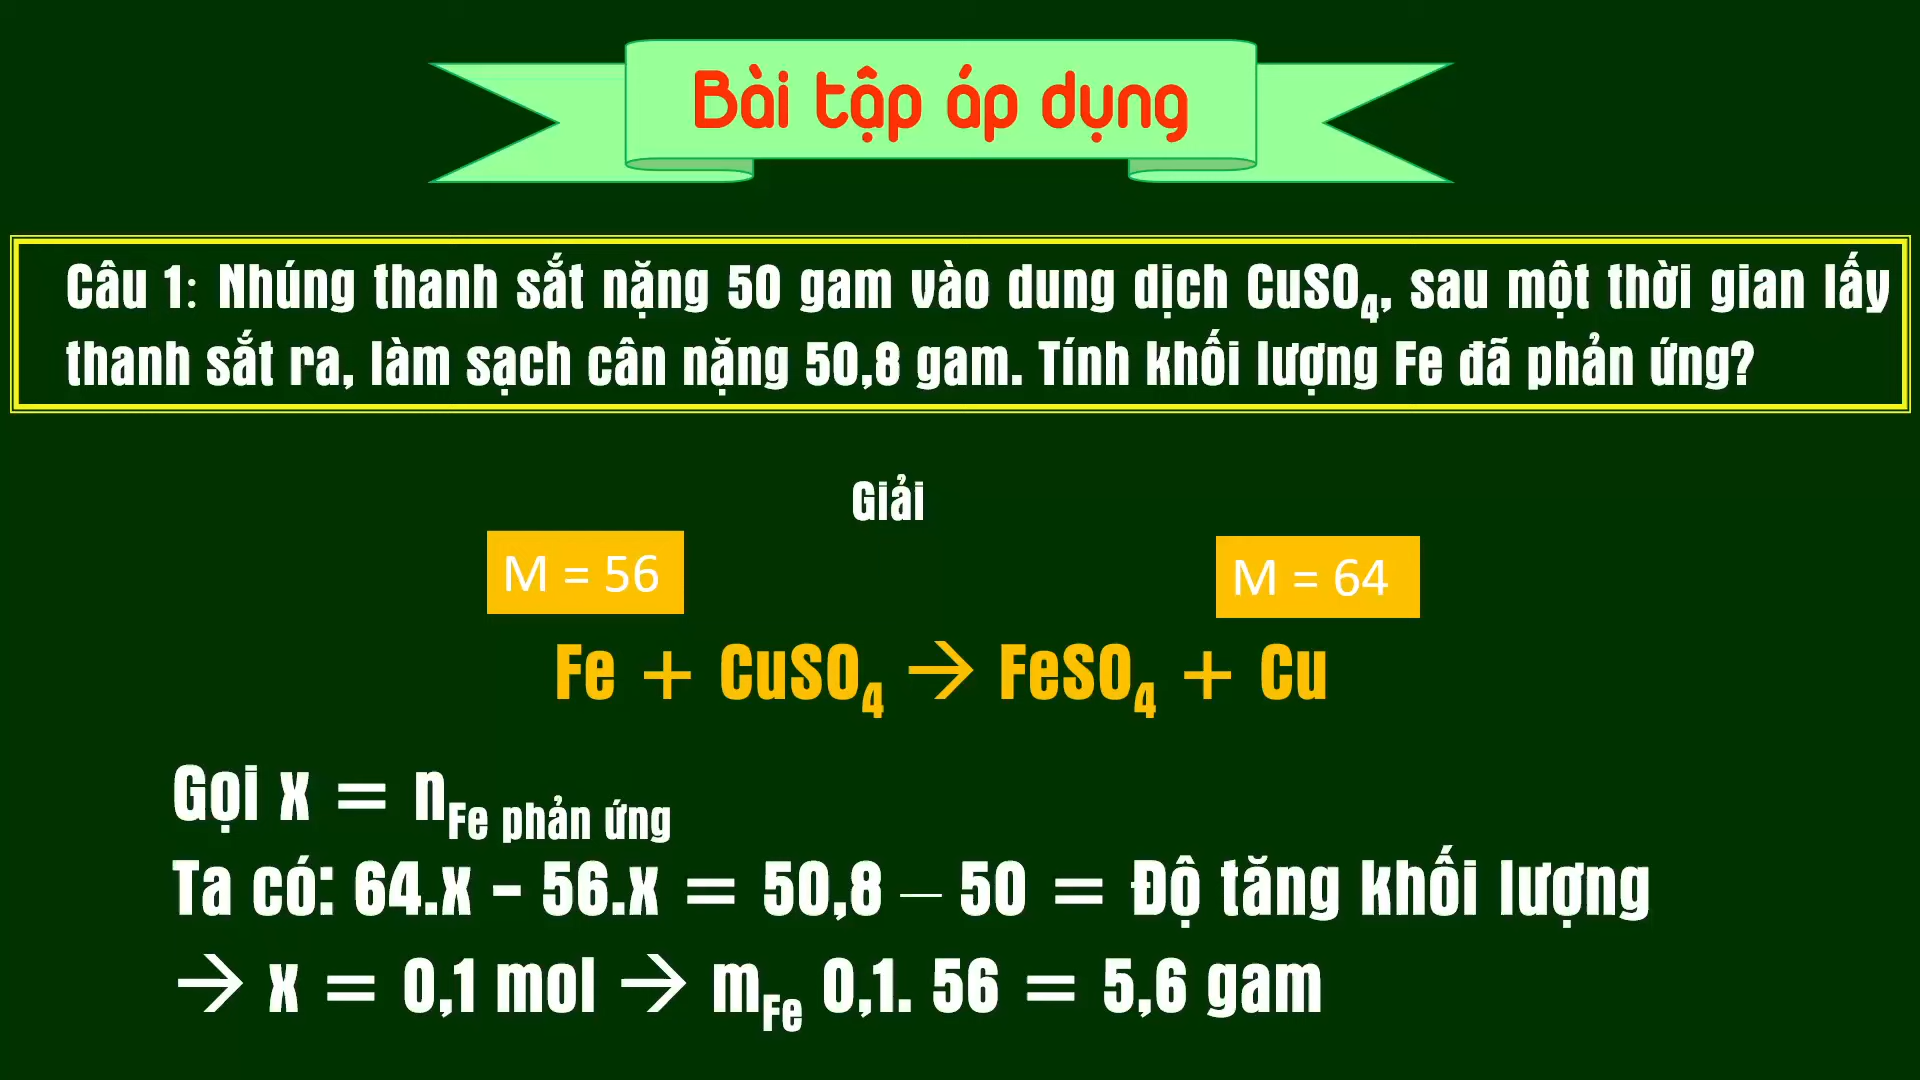 Bài tập áp dụng
Câu 1: Nhúng thanh sắt nặng 50 gam vào dung dịch CuSO₄, sau một thời gian lấy
thanh sắt ra, làm sạch cân nặng 50,8 gam. Tính khối lượng Fe đã phản ứng?
Giải
M = 56
M = 64
Fe + CuSO₄ → FeSO₄ + Cu
Gọi x = n Fe phản ứng
Ta có: 64.x - 56.x = 50,8 – 50 = Độ tăng khối lượng
→ x = 0,1 mol → m Fe 0,1. 56 = 5,6 gam